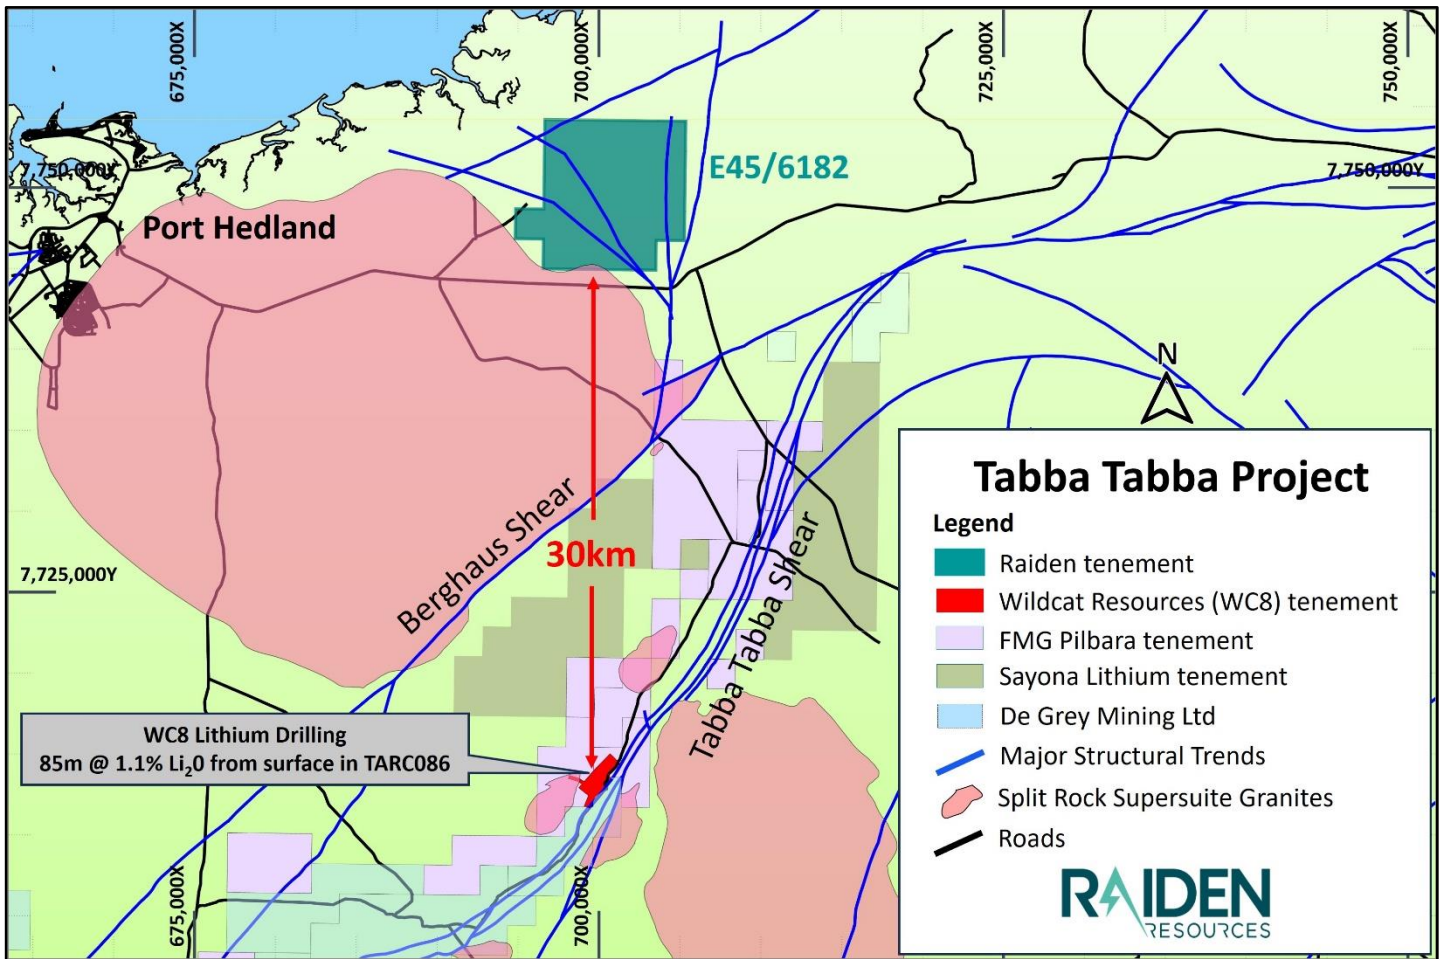 675,000X
700,000X
725,000X
750,000X
7,750,000Y
7,750,000Y
E45/6182
Port Hedland
N
Berghaus Shear
30km
Tabba Tabba Shear
7,725,000Y
WC8 Lithium Drilling
85m @ 1.1% Li₂0 from surface in TARC086
675,000X
700,000X
Tabba Tabba Project
Legend
Raiden tenement
Wildcat Resources (WC8) tenement
FMG Pilbara tenement
Sayona Lithium tenement
De Grey Mining Ltd
Major Structural Trends
Split Rock Supersuite Granites
Roads
RAIDEN
RESOURCES